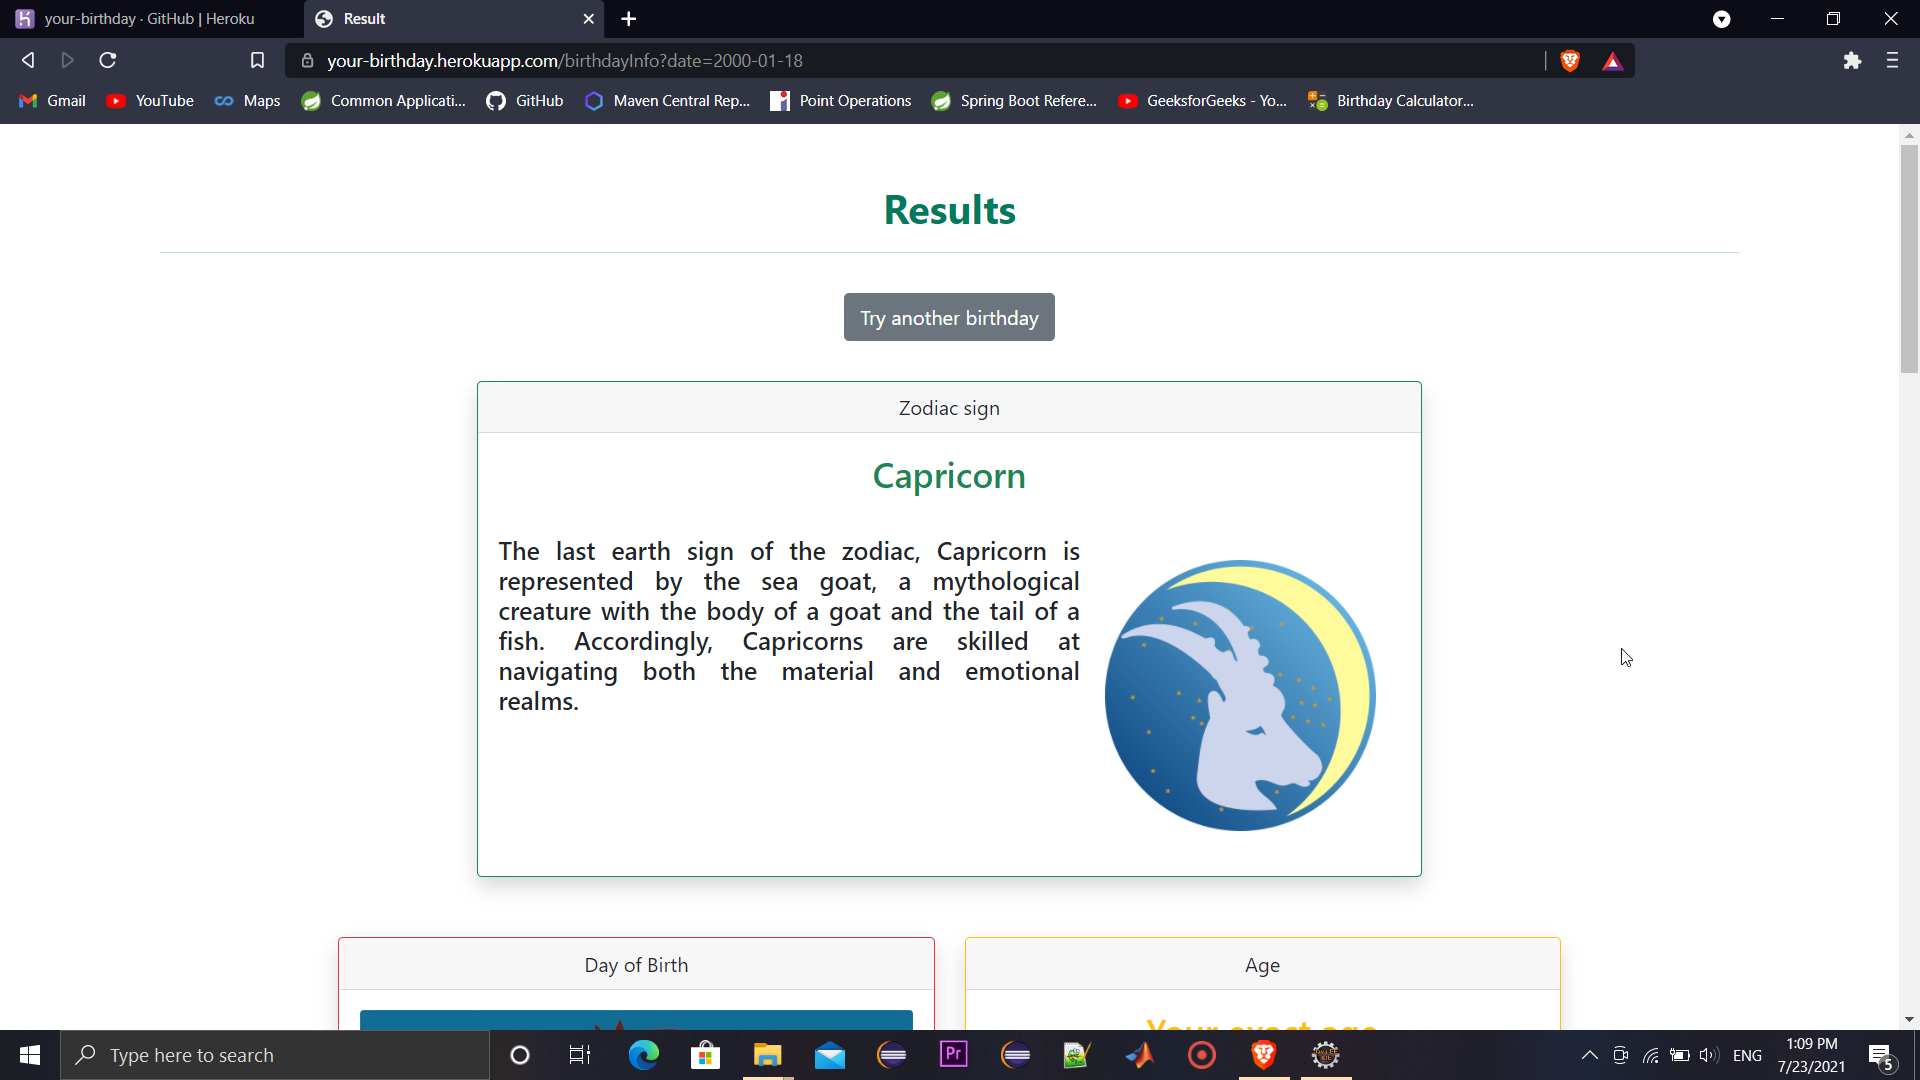 your-birthday · GitHub | Heroku
Result
your-birthday.herokuapp.com/birthdayInfo?date=2000-01-18
Gmail
YouTube
Maps
Common Applicati...
GitHub
Maven Central Rep...
Point Operations
Spring Boot Refere...
GeeksforGeeks - Yo...
Birthday Calculator...
Results
Try another birthday
Zodiac sign
Capricorn
The last earth sign of the zodiac, Capricorn is
represented by the sea goat, a mythological
creature with the body of a goat and the tail of a
fish. Accordingly, Capricorns are skilled at
navigating both the material and emotional
realms.
Day of Birth
Age
Your exact age
Type here to search
Pr
ENG
1:09 PM
7/23/2021
5